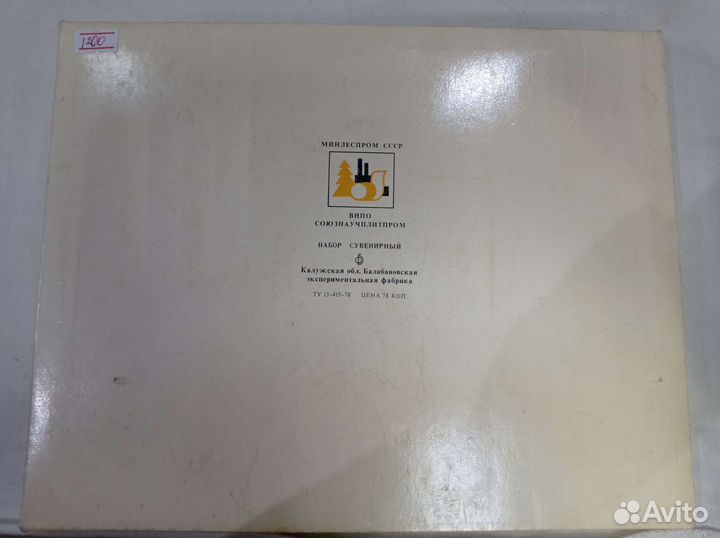 1200
МИНЛЕСПРОМ СССР
ВНПО
СОЮЗНАУЧПЛИТПРОМ
НАБОР СУВЕНИРНЫЙ
Калужская обл. Балабановская
экспериментальная фабрика
ТУ 13-415-78 ЦЕНА 78 КОП.
Avito